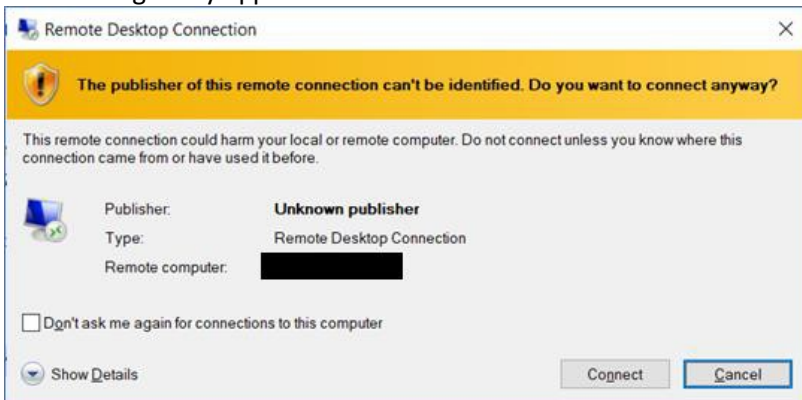 Remote Desktop Connection
The publisher of this remote connection can't be identified. Do you want to connect anyway?
This remote connection could harm your local or remote computer. Do not connect unless you know where this
connection came from or have used it before.
Publisher: Unknown publisher
Type: Remote Desktop Connection
Remote computer:
Don't ask me again for connections to this computer
Show Details
Connect Cancel